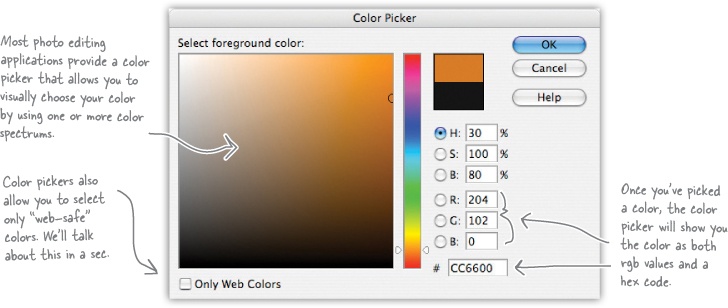 Color Picker
Most photo editing
applications provide a color
picker that allows you to
visually choose your color
by using one or more color
spectrums.
Color pickers also
allow you to select
only "web-safe"
colors. We'll talk
about this in a sec.
Select foreground color:
OK
Cancel
Help
H: 30 %
S: 100 %
B: 80 %
R: 204
G: 102
B: 0
# CC6600
Only Web Colors
Once you've picked
a color, the color
picker will show you
the color as both
rgb values and a
hex code.